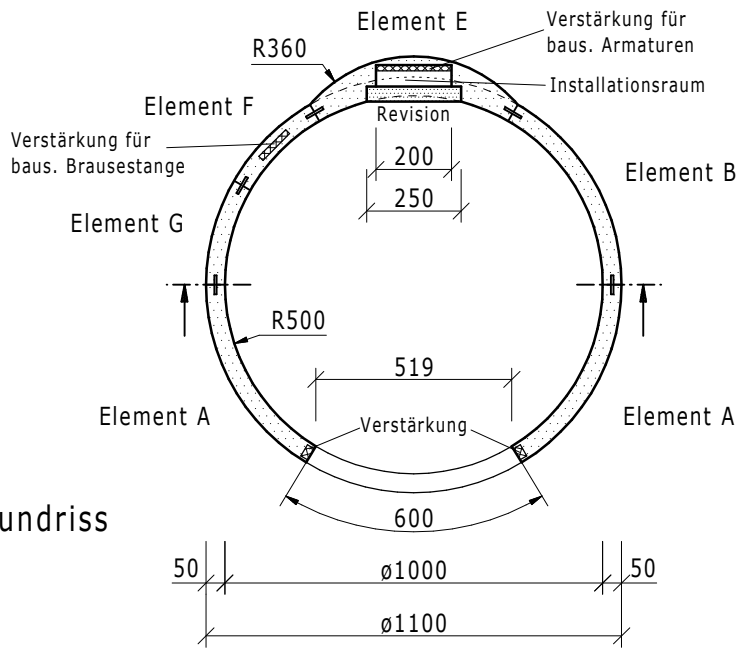 Element E
Verstärkung für
baus. Armaturen
R360
Installationsraum
Element F
Revision
Verstärkung für
baus. Brausestange
200
Element B
250
Element G
R500
519
Element A
Element A
Verstärkung
600
undriss
50
ø1000
50
ø1100